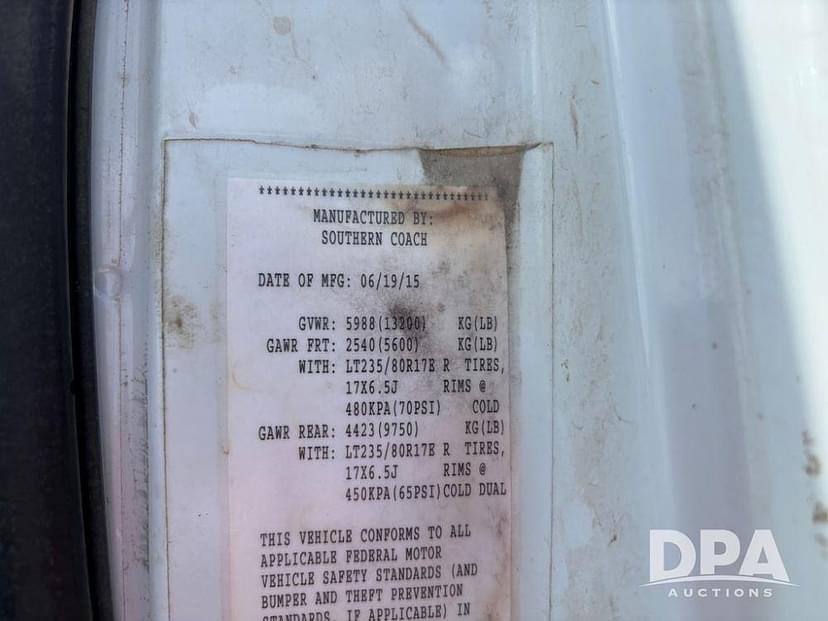 ******************************
MANUFACTURED BY:
SOUTHERN COACH
DATE OF MFG: 06/19/15
GVWR: 5988(13200) KG(LB)
GAWR FRT: 2540(5600) KG(LB)
WITH: LT235/80R17E R TIRES,
17X6.5J RIMS @
480KPA(70PSI) COLD
GAWR REAR: 4423(9750) KG(LB)
WITH: LT235/80R17E R TIRES,
17X6.5J RIMS @
450KPA(65PSI)COLD DUAL
THIS VEHICLE CONFORMS TO ALL
APPLICABLE FEDERAL MOTOR
VEHICLE SAFETY STANDARDS (AND
BUMPER AND THEFT PREVENTION
STANDARDS, IF APPLICABLE) IN
DPA
AUCTIONS